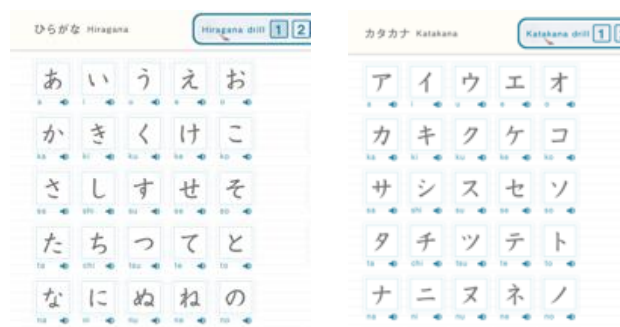 ひらがな Hiragana
Hiragana drill 1 2
あ い う え お
a i u e o
か き く け こ
ka ki ku ke ko
さ し す せ そ
sa shi su se so
た ち つ て と
ta chi tsu te to
な に ぬ ね の
na ni nu ne no
カタカナ Katakana
Katakana drill 1
ア イ ウ エ オ
a i u e o
カ キ ク ケ コ
ka ki ku ke ko
サ シ ス セ ソ
sa shi su se so
タ チ ツ テ ト
ta chi tsu te to
ナ ニ ヌ ネ ノ
na ni nu ne no